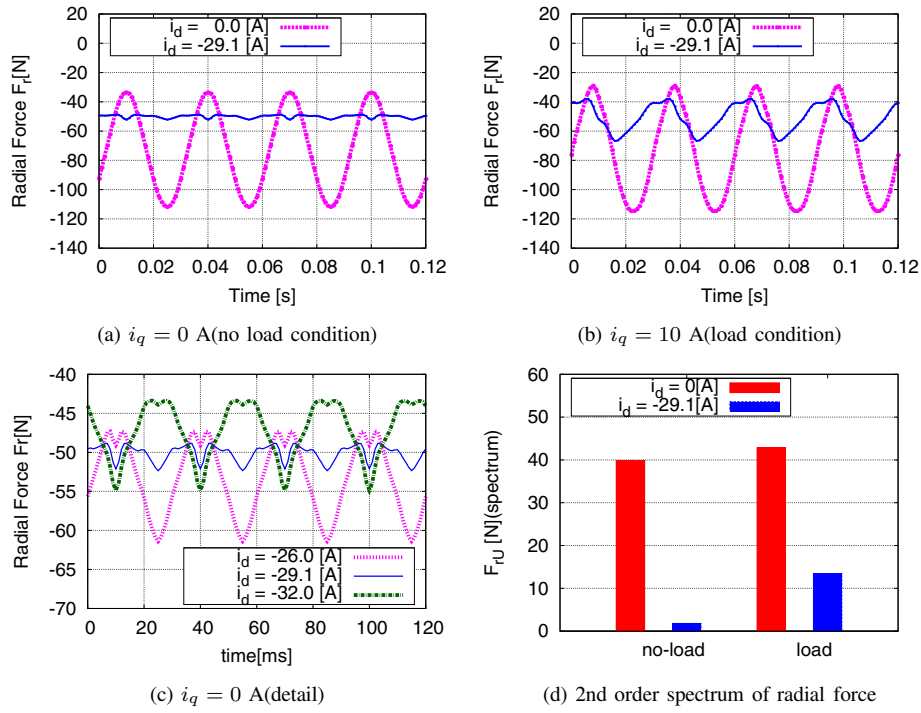 20
0
-20
-40
-60
-80
-100
-120
-140
Radial Force F_r[N]
i_d = 0.0 [A]
i_d = -29.1 [A]
0 0.02 0.04 0.06 0.08 0.1 0.12
Time [s]
(a) i_q = 0 A(no load condition)
20
0
-20
-40
-60
-80
-100
-120
-140
Radial Force F_r[N]
i_d = 0.0 [A]
i_d = -29.1 [A]
0 0.02 0.04 0.06 0.08 0.1 0.12
Time [s]
(b) i_q = 10 A(load condition)
-40
-45
-50
-55
-60
-65
-70
Radial Force Fr[N]
i_d = -26.0 [A]
i_d = -29.1 [A]
i_d = -32.0 [A]
0 20 40 60 80 100 120
time[ms]
(c) i_q = 0 A(detail)
60
50
40
30
20
10
0
F_rU [N](spectrum)
i_d = 0[A]
i_d = -29.1[A]
no-load load
(d) 2nd order spectrum of radial force